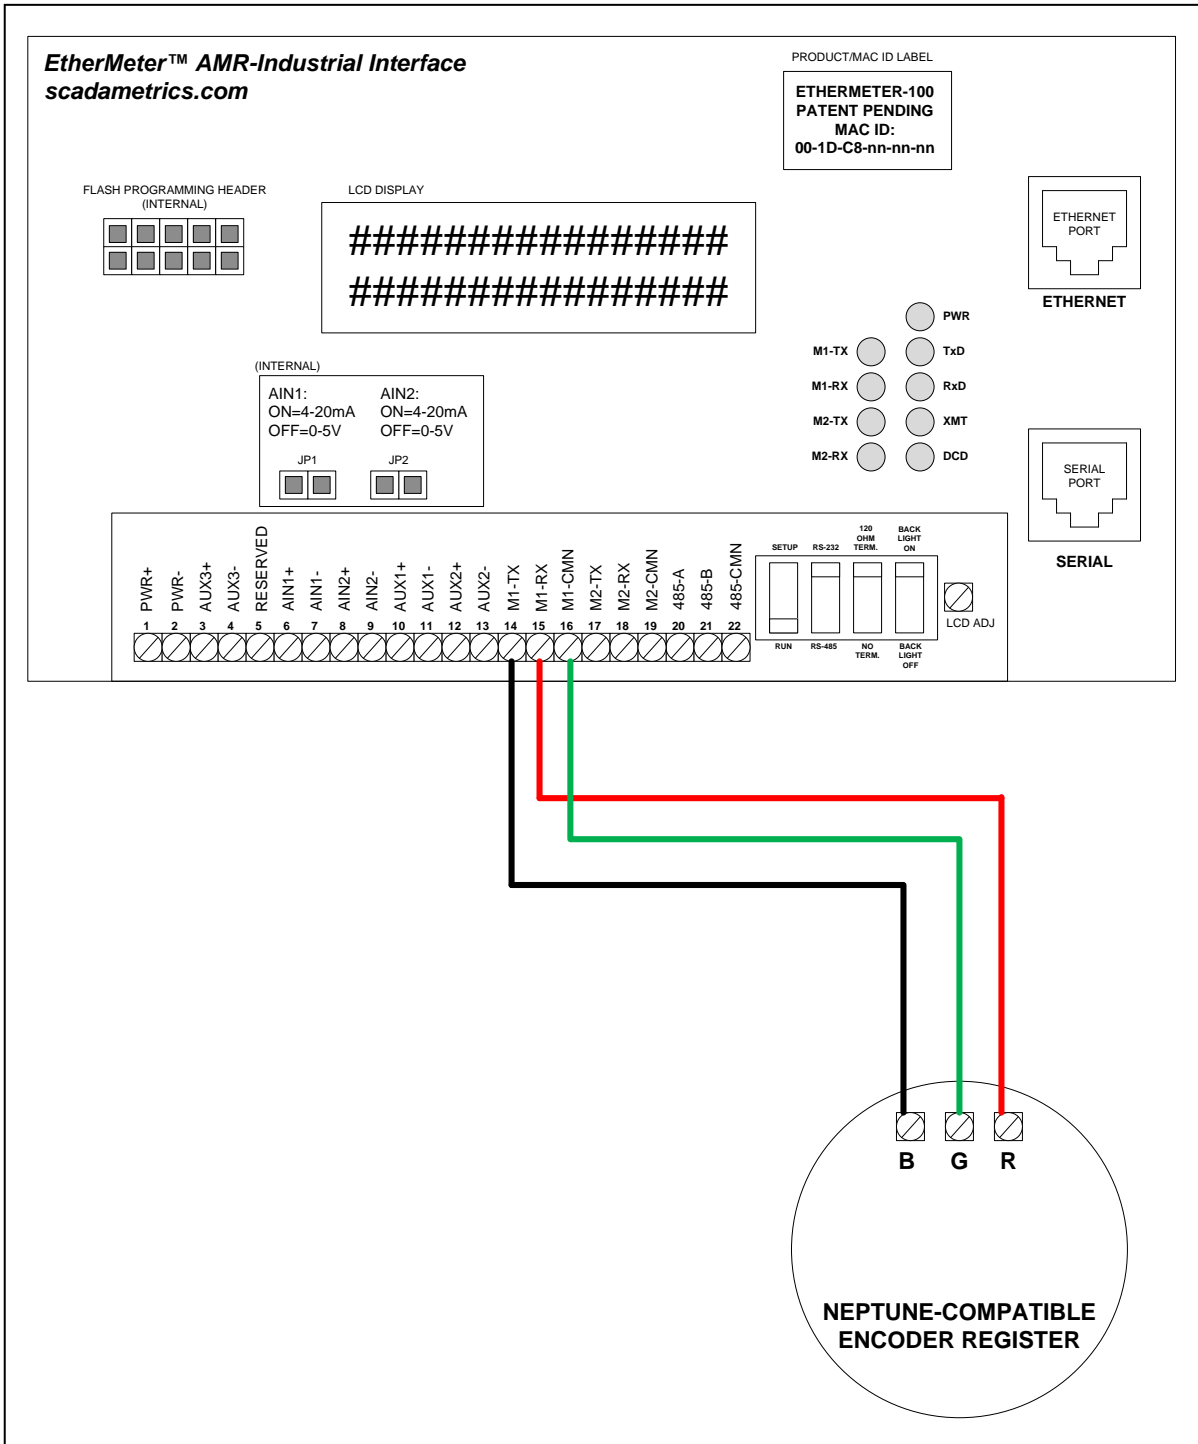 EtherMeter™ AMR-Industrial Interface
scadametrics.com
PRODUCT/MAC ID LABEL
ETHERMETER-100
PATENT PENDING
MAC ID:
00-1D-C8-nn-nn-nn
FLASH PROGRAMMING HEADER
(INTERNAL)
LCD DISPLAY
################
################
ETHERNET
PORT
ETHERNET
PWR
M1-TX TxD
M1-RX RxD
M2-TX XMT
M2-RX DCD
(INTERNAL)
AIN1: AIN2:
ON=4-20mA ON=4-20mA
OFF=0-5V OFF=0-5V
JP1 JP2
SERIAL
PORT
SERIAL
PWR+ PWR- AUX3+ AUX3- RESERVED AIN1+ AIN1- AIN2+ AIN2- AUX1+ AUX1- AUX2+ AUX2- M1-TX M1-RX M1-CMN M2-TX M2-RX M2-CMN 485-A 485-B 485-CMN
1 2 3 4 5 6 7 8 9 10 11 12 13 14 15 16 17 18 19 20 21 22
SETUP
RS-232
120
OHM
TERM.
BACK
LIGHT
ON
RUN
RS-485
NO
TERM.
BACK
LIGHT
OFF
LCD ADJ
B G R
NEPTUNE-COMPATIBLE
ENCODER REGISTER